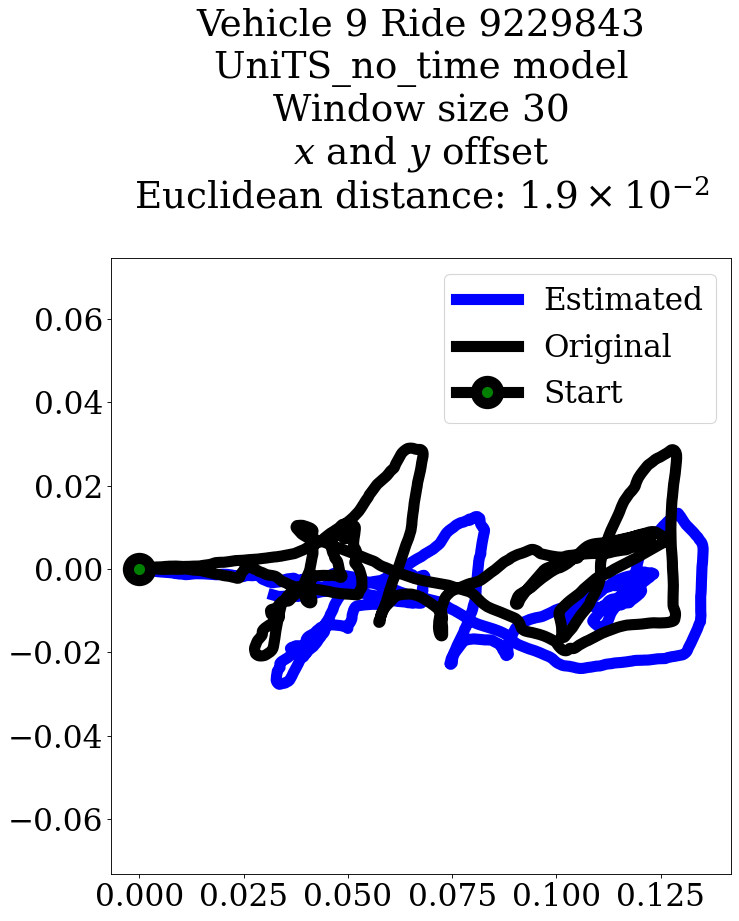 Vehicle 9 Ride 9229843
UniTS_no_time model
Window size 30
x and y offset
Euclidean distance: 1.9 × 10⁻²
Estimated
Original
Start
0.06
0.04
0.02
0.00
−0.02
−0.04
−0.06
0.000 0.025 0.050 0.075 0.100 0.125